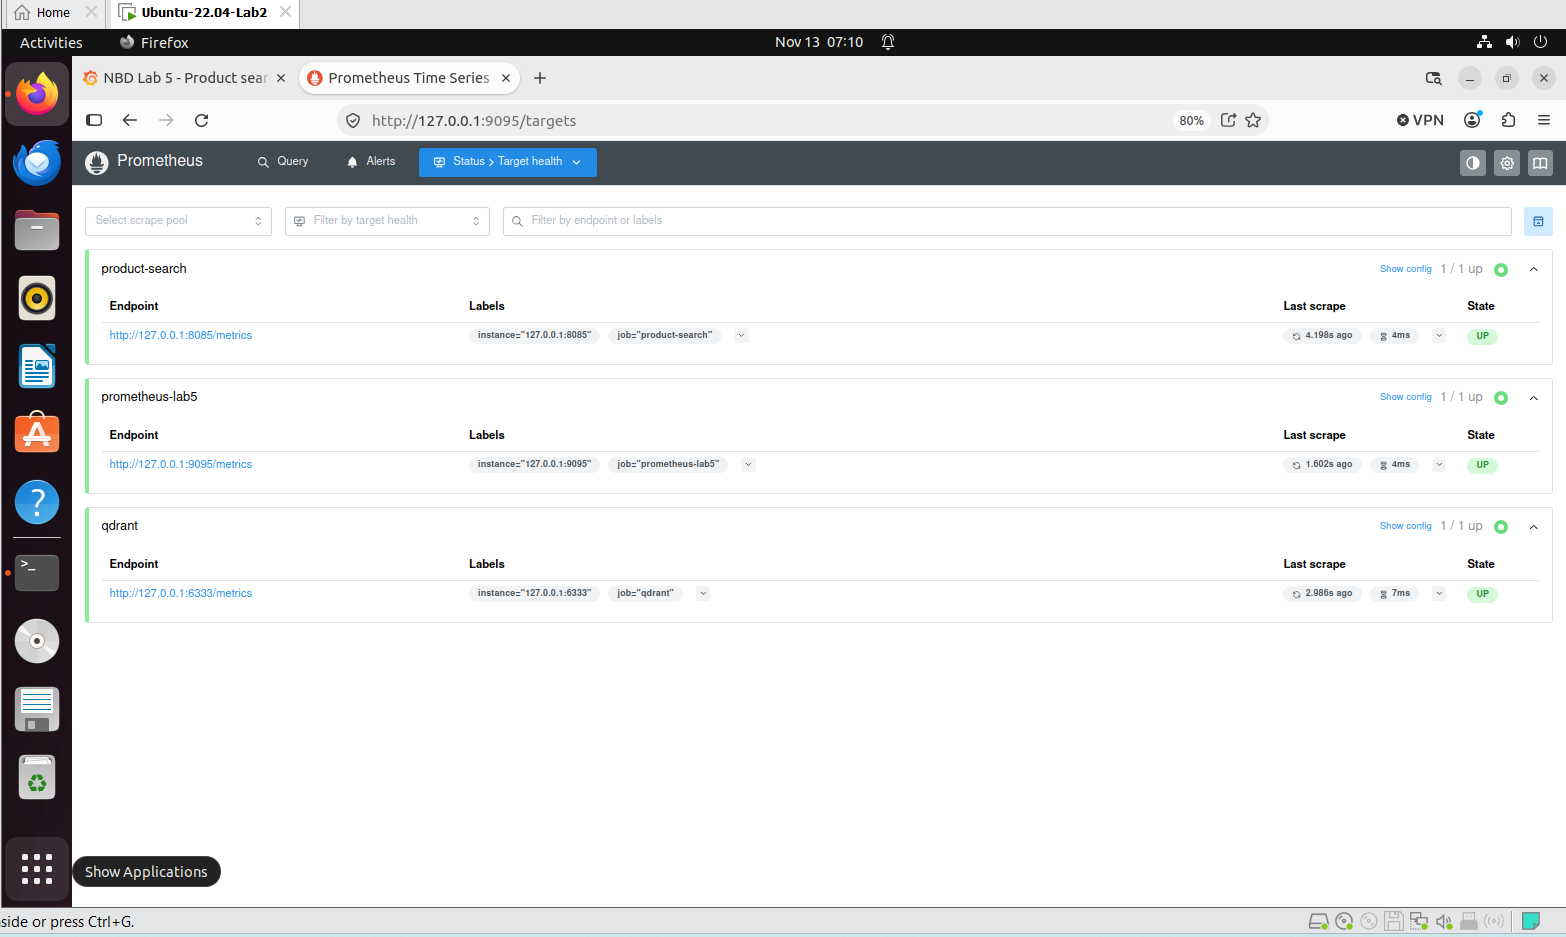 Home
Ubuntu-22.04-Lab2
Activities
Firefox
Nov 13 07:10
NBD Lab 5 - Product sear
Prometheus Time Series
http://127.0.0.1:9095/targets
80%
VPN
Prometheus
Query
Alerts
Status > Target health
Select scrape pool
Filter by target health
Filter by endpoint or labels
product-search
Show config 1 / 1 up
Endpoint Labels Last scrape State
http://127.0.0.1:8085/metrics instance="127.0.0.1:8085" job="product-search" 4.198s ago 4ms UP
prometheus-lab5
Show config 1 / 1 up
Endpoint Labels Last scrape State
http://127.0.0.1:9095/metrics instance="127.0.0.1:9095" job="prometheus-lab5" 1.602s ago 4ms UP
qdrant
Show config 1 / 1 up
Endpoint Labels Last scrape State
http://127.0.0.1:6333/metrics instance="127.0.0.1:6333" job="qdrant" 2.986s ago 7ms UP
Show Applications
side or press Ctrl+G.